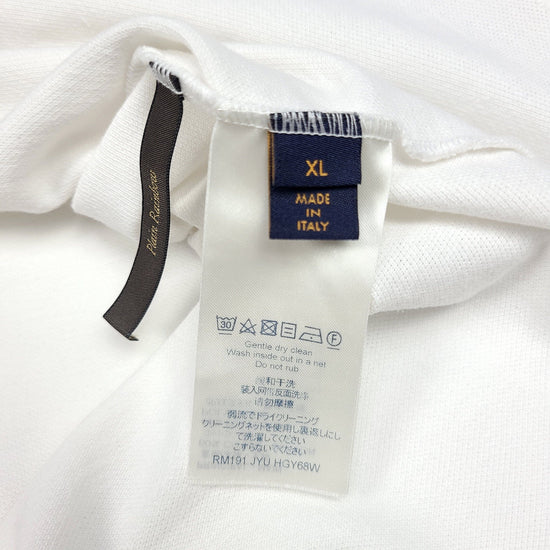 Plain Rainbow
XL
MADE
IN
ITALY
30
F
Gentle dry clean
Wash inside out in a net
Do not rub
和干洗
装入网
反面洗
请勿摩擦
弱流でドライクリーニング
クリーニングネットを使用し裏返しにし
て洗濯してください
こすらないでください
RM191 JYU HGY68W